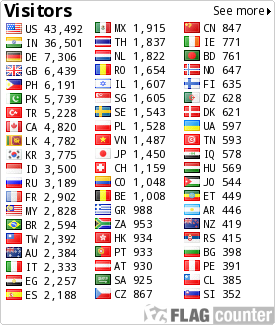 Visitors See more
US 43,492 MX 1,915 CN 847
IN 36,501 TH 1,837 IE 771
DE 7,306 NL 1,822 BD 761
GB 6,439 RO 1,654 NO 647
PH 6,191 IL 1,607 FI 635
PK 5,739 SG 1,605 DZ 628
TR 5,228 SE 1,543 DK 621
CA 4,820 PL 1,528 UA 597
LK 4,782 VN 1,487 TN 593
KR 3,775 JP 1,450 IQ 578
ID 3,500 CH 1,159 HU 569
RU 3,189 CO 1,048 JO 544
FR 2,902 BE 1,008 ET 449
MY 2,828 GR 988 AR 446
BR 2,594 ZA 953 NZ 419
TW 2,392 HK 934 RS 415
AU 2,384 PT 933 BG 398
IT 2,333 AT 930 PE 391
EG 2,257 SA 925 CL 385
ES 2,188 CZ 867 SI 352
FLAG counter